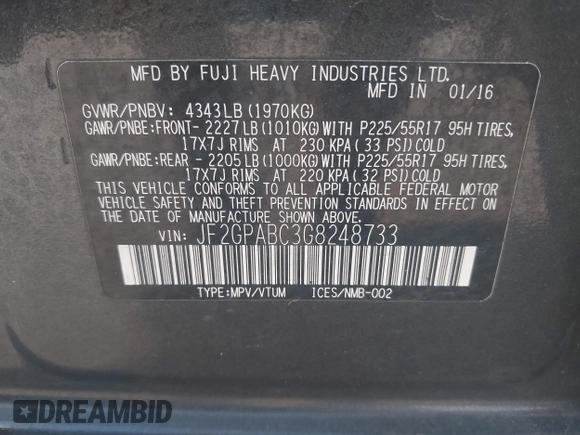 MFD BY FUJI HEAVY INDUSTRIES LTD.
MFD IN 01/16
GVWR/PNBV: 4343LB (1970KG)
GAWR/PNBE:FRONT- 2227LB(1010KG)WITH P225/55R17 95H TIRES,
17X7J RIMS AT 230 KPA( 33 PSI)COLD
GAWR/PNBE:REAR - 2205LB(1000KG)WITH P225/55R17 95H TIRES,
17X7J RIMS AT 220 KPA( 32 PSI)COLD
THIS VEHICLE CONFORMS TO ALL APPLICABLE FEDERAL MOTOR
VEHICLE SAFETY AND THEFT PREVENTION STANDARDS IN EFFECT
ON THE DATE OF MANUFACTURE SHOWN ABOVE.
VIN: JF2GPABC3G8248733
TYPE:MPV/VTUM ICES/NMB-002
DREAMBID